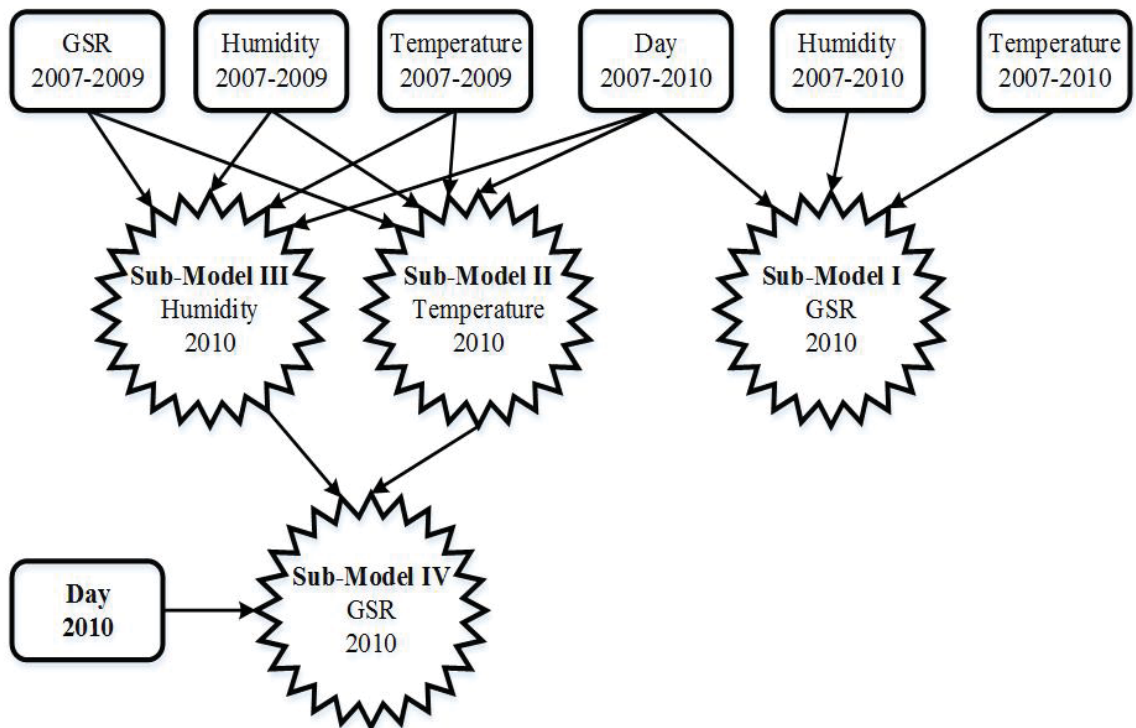 GSR
2007-2009
Humidity
2007-2009
Temperature
2007-2009
Day
2007-2010
Humidity
2007-2010
Temperature
2007-2010
Sub-Model III
Humidity
2010
Sub-Model II
Temperature
2010
Sub-Model I
GSR
2010
Day
2010
Sub-Model IV
GSR
2010